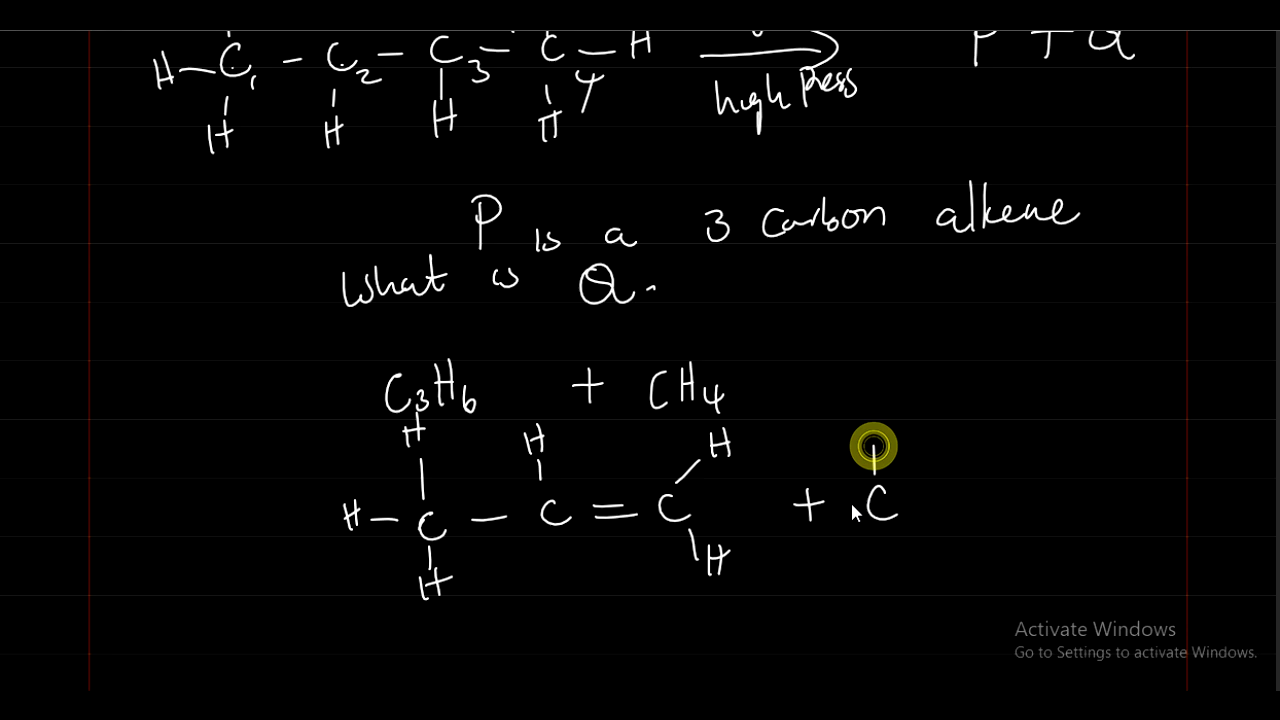 H - C1 - C2 - C3 - C4 - H P + Q
high Press
H H H H
P is a 3 Carbon alkene
What is Q.
C3H6 + CH4
H H H
H - C - C = C + C
H H
Activate Windows
Go to Settings to activate Windows.